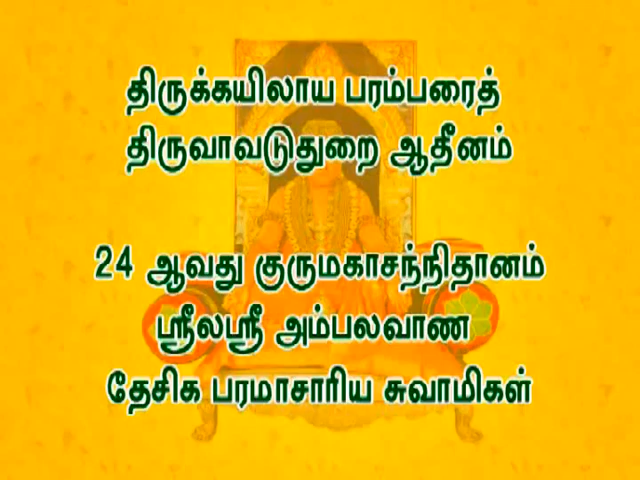 திருக்கயிலாய பரம்பரைத்
திருவாவடுதுறை ஆதீனம்
24 ஆவது குருமகாசந்நிதானம்
ஸ்ரீலஸ்ரீ அம்பலவாண
தேசிக பரமாசாரிய சுவாமிகள்